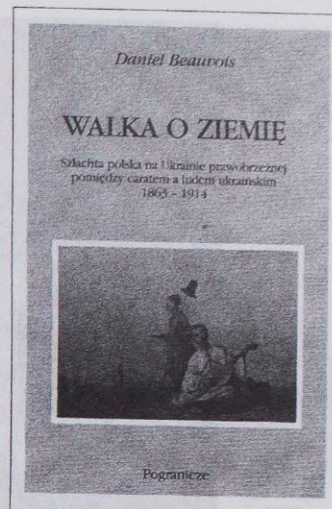 Daniel Beauvois
WALKA O ZIEMIĘ
Szlachta polska na Ukrainie prawobrzeżnej
pomiędzy caratem a ludem ukraińskim
1863 – 1914
Pogranicze